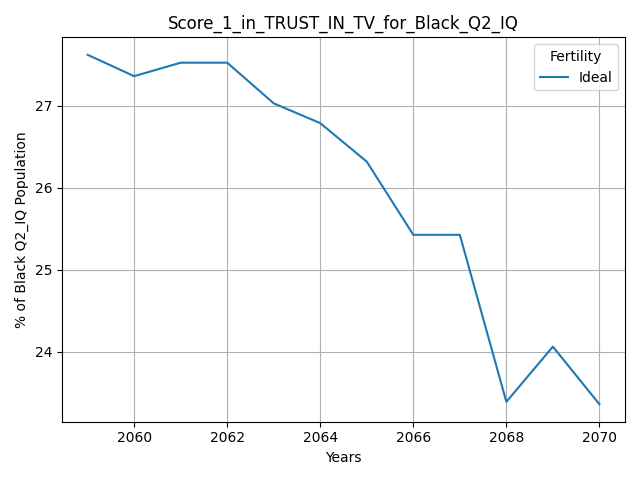 Score_1_in_TRUST_IN_TV_for_Black_Q2_IQ
Fertility
Ideal
% of Black Q2_IQ Population
27
26
25
24
2060 2062 2064 2066 2068 2070
Years